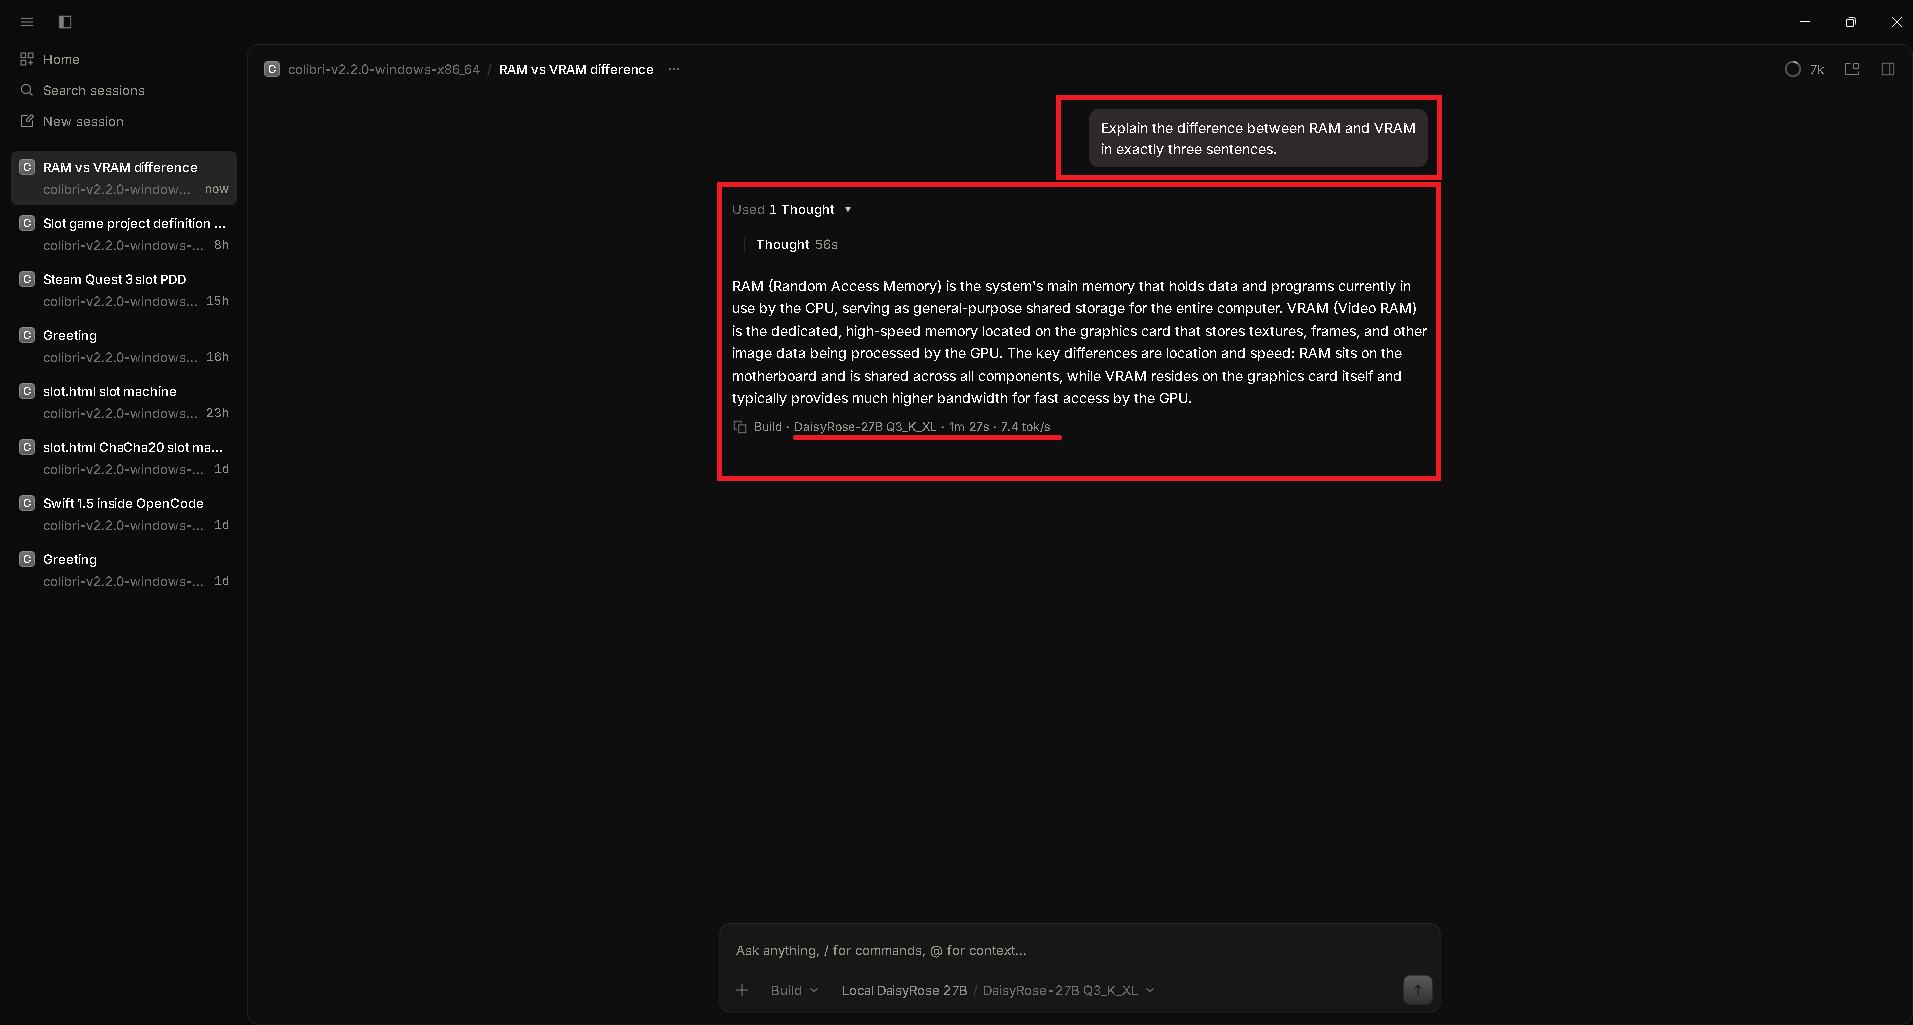 Home
Search sessions
New session
RAM vs VRAM difference
colibri-v2.2.0-window... now
Slot game project definition ...
colibri-v2.2.0-windows-... 8h
Steam Quest 3 slot PDD
colibri-v2.2.0-windows... 15h
Greeting
colibri-v2.2.0-windows... 16h
slot.html slot machine
colibri-v2.2.0-windows... 23h
slot.html ChaCha20 slot ma...
colibri-v2.2.0-windows-... 1d
Swift 1.5 inside OpenCode
colibri-v2.2.0-windows-... 1d
Greeting
colibri-v2.2.0-windows-... 1d
C colibri-v2.2.0-windows-x86_64 / RAM vs VRAM difference ...
7k
Explain the difference between RAM and VRAM
in exactly three sentences.
Used 1 Thought
Thought 56s
RAM (Random Access Memory) is the system's main memory that holds data and programs currently in
use by the CPU, serving as general-purpose shared storage for the entire computer. VRAM (Video RAM)
is the dedicated, high-speed memory located on the graphics card that stores textures, frames, and other
image data being processed by the GPU. The key differences are location and speed: RAM sits on the
motherboard and is shared across all components, while VRAM resides on the graphics card itself and
typically provides much higher bandwidth for fast access by the GPU.
Build · DaisyRose-27B Q3_K_XL · 1m 27s · 7.4 tok/s
Ask anything, / for commands, @ for context...
Build Local DaisyRose 27B / DaisyRose-27B Q3_K_XL